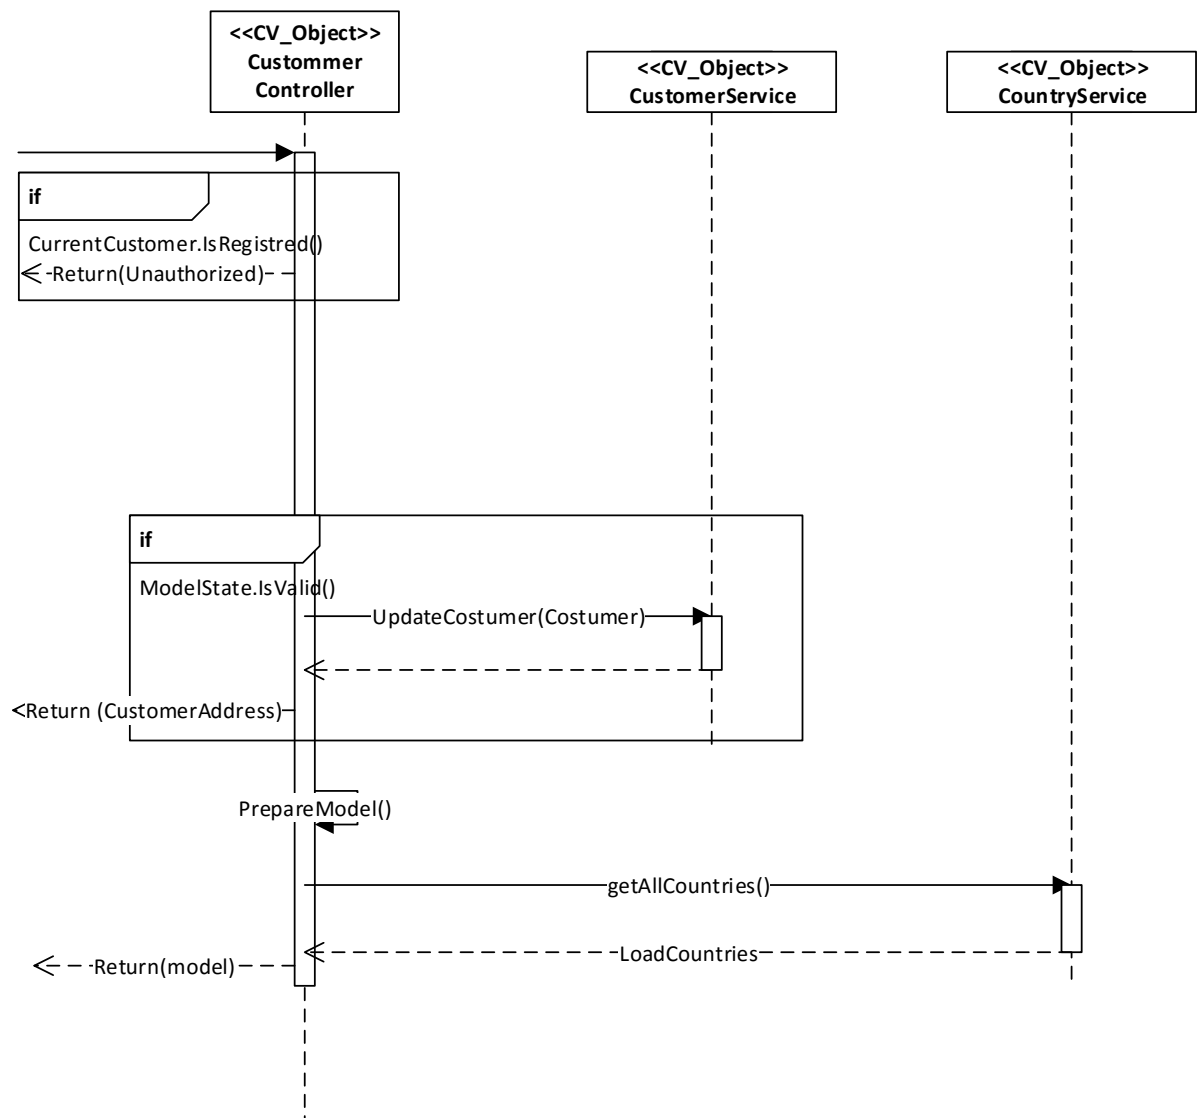 <<CV_Object>>
Custommer
Controller
<<CV_Object>>
CustomerService
<<CV_Object>>
CountryService
if
CurrentCustomer.IsRegistred()
Return(Unauthorized)
if
ModelState.IsValid()
UpdateCostumer(Costumer)
Return (CustomerAddress)
PrepareModel()
getAllCountries()
LoadCountries
Return(model)